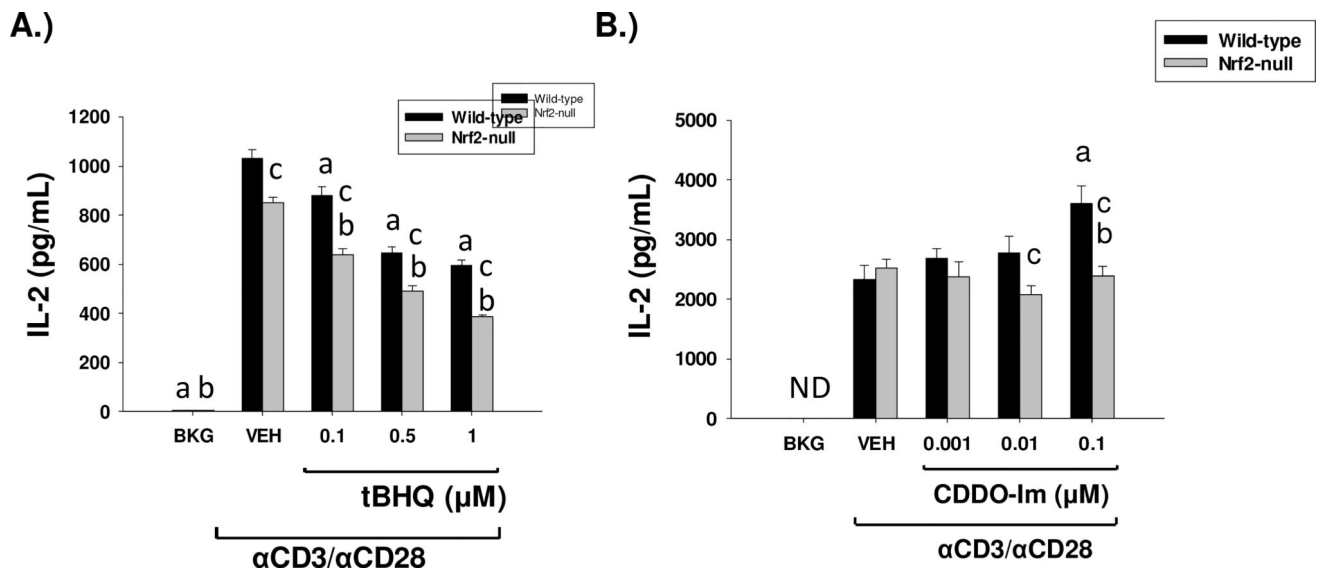 A.)
Wild-type
Nrf2-null
Wild-type
Nrf2-null
IL-2 (pg/mL)
1200
1000
800
600
400
200
0
a b
c
a
c
b
a
c
b
a
c
b
BKG VEH 0.1 0.5 1
tBHQ (µM)
αCD3/αCD28
B.)
Wild-type
Nrf2-null
IL-2 (pg/mL)
5000
4000
3000
2000
1000
0
ND
c
a
c
b
BKG VEH 0.001 0.01 0.1
CDDO-Im (µM)
αCD3/αCD28